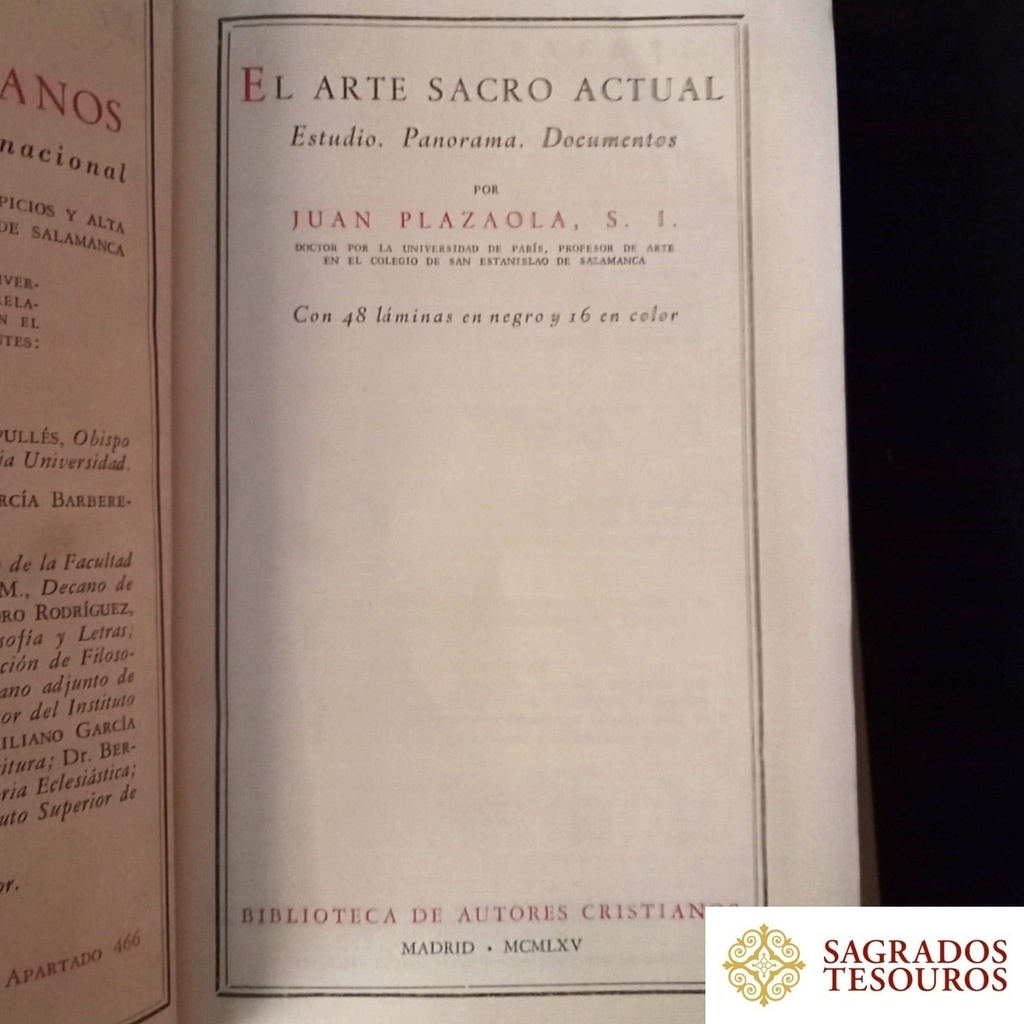 ANOS
nacional
PICIOS Y ALTA
DE SALAMANCA
IVER-
ELA-
N EL
TES:
PULLÉS, Obispo
ia Universidad.
RCÍA BARBERE-
de la Facultad
M., Decano de
RO RODRÍGUEZ,
sofía y Letras;
ción de Filoso-
ano adjunto de
or del Instituto
ILIANO GARCÍA
itura; Dr. BER-
ria Eclesiástica;
uto Superior de
or.
APARTADO 466
EL ARTE SACRO ACTUAL
Estudio. Panorama. Documentos
POR
JUAN PLAZAOLA, S. I.
DOCTOR POR LA UNIVERSIDAD DE PARÍS, PROFESOR DE ARTE
EN EL COLEGIO DE SAN ESTANISLAO DE SALAMANCA
Con 48 láminas en negro y 16 en color
BIBLIOTECA DE AUTORES CRISTIANOS
MADRID • MCMLXV
SAGRADOS
TESOUROS